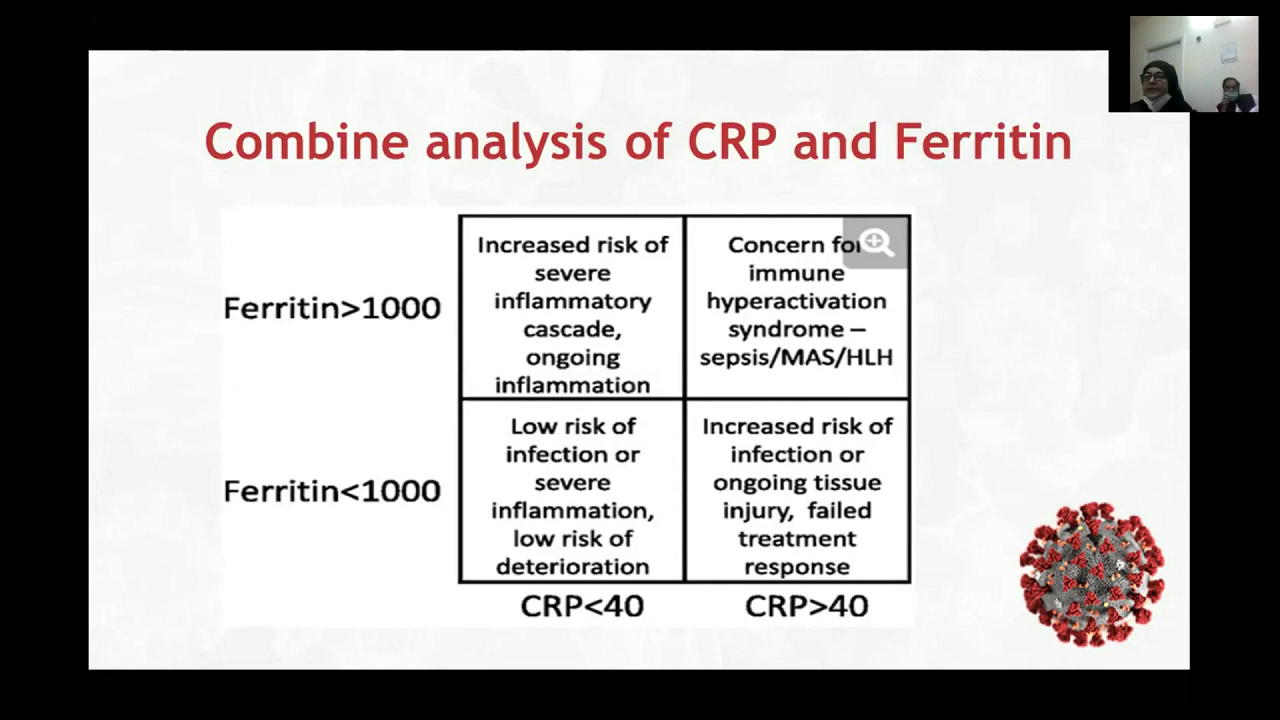 Combine analysis of CRP and Ferritin
Increased risk of
severe
inflammatory
cascade,
ongoing
inflammation
Concern for
immune
hyperactivation
syndrome –
sepsis/MAS/HLH
Ferritin>1000
Low risk of
infection or
severe
inflammation,
low risk of
deterioration
Increased risk of
infection or
ongoing tissue
injury, failed
treatment
response
Ferritin<1000
CRP<40
CRP>40